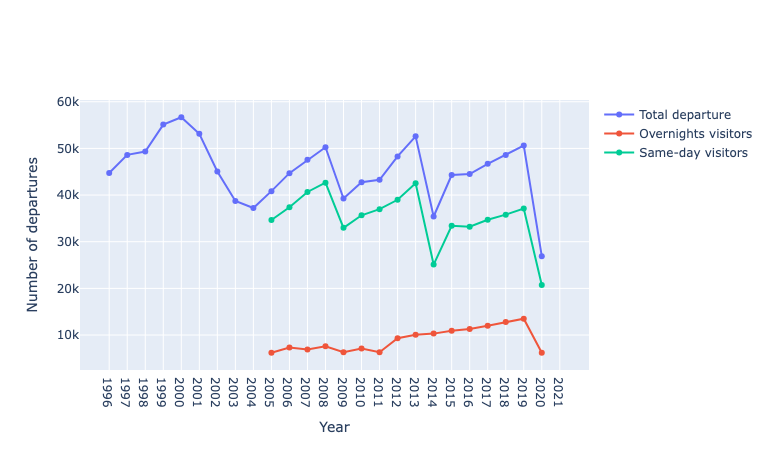 60k
50k
40k
30k
20k
10k
Number of departures
1996
1997
1998
1999
2000
2001
2002
2003
2004
2005
2006
2007
2008
2009
2010
2011
2012
2013
2014
2015
2016
2017
2018
2019
2020
2021
Year
Total departure
Overnights visitors
Same-day visitors